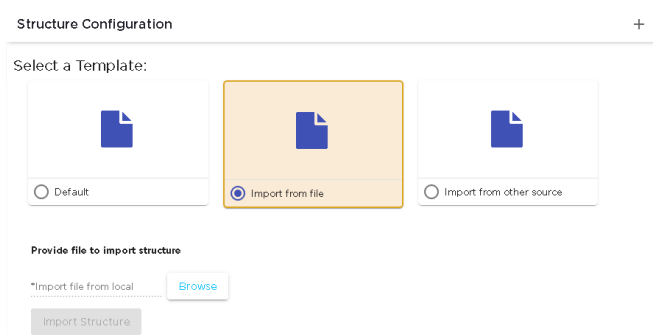 Structure Configuration
Select a Template:
Default
Import from file
Import from other source
Provide file to import structure
*Import file from local
Browse
Import Structure